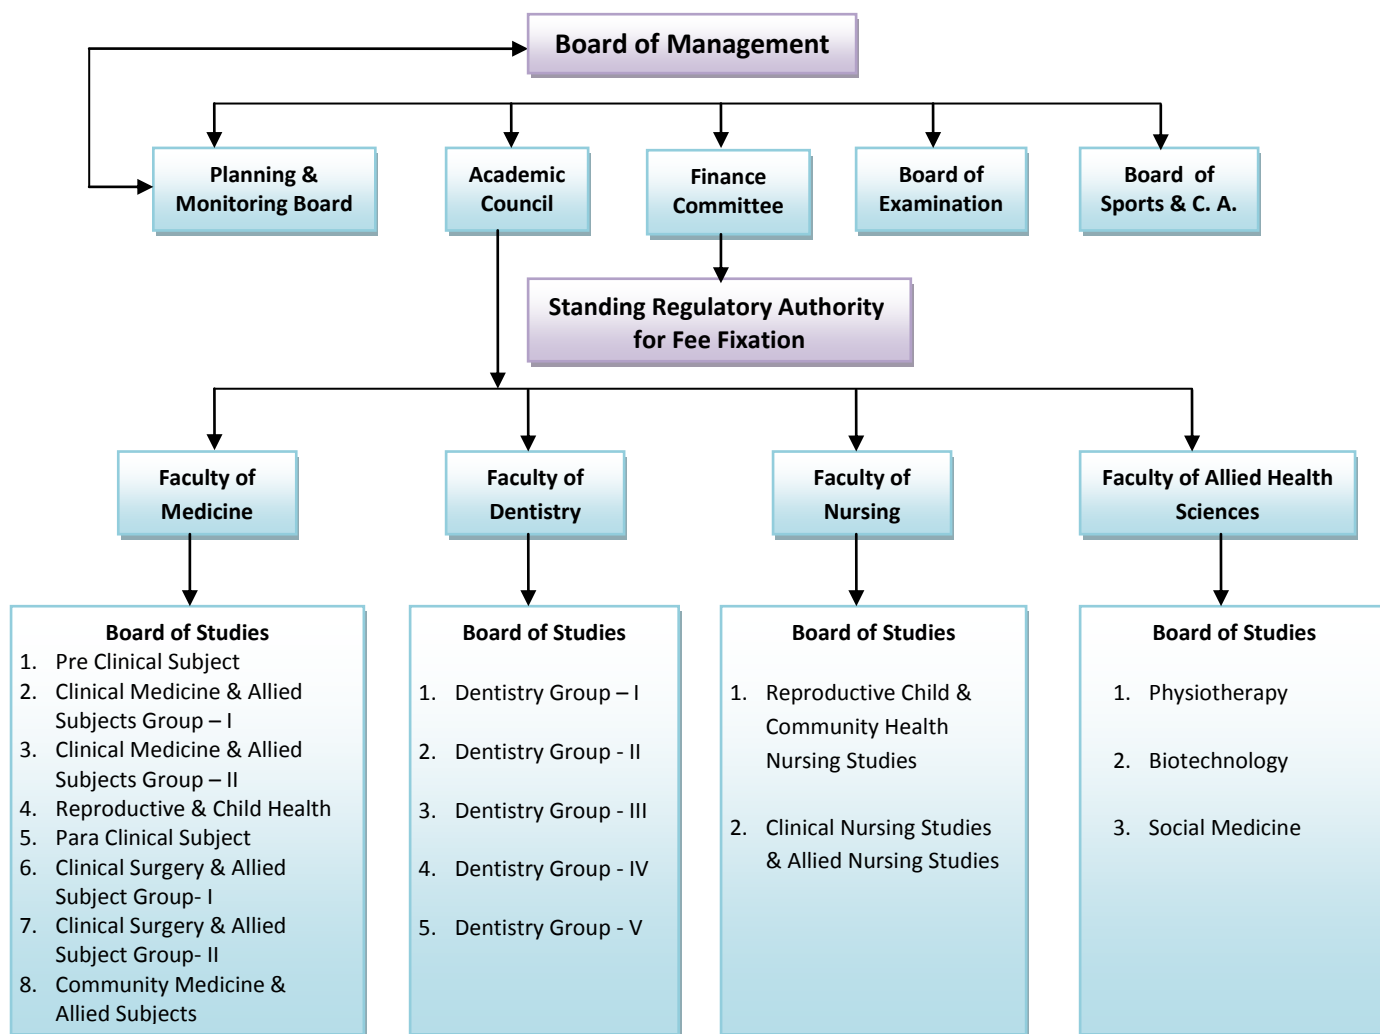 Board of Management
Planning &
Monitoring Board
Academic
Council
Finance
Committee
Board of
Examination
Board of
Sports & C. A.
Standing Regulatory Authority
for Fee Fixation
Faculty of
Medicine
Faculty of
Dentistry
Faculty of
Nursing
Faculty of Allied Health
Sciences
Board of Studies
1. Pre Clinical Subject
2. Clinical Medicine & Allied
Subjects Group – I
3. Clinical Medicine & Allied
Subjects Group – II
4. Reproductive & Child Health
5. Para Clinical Subject
6. Clinical Surgery & Allied
Subject Group- I
7. Clinical Surgery & Allied
Subject Group- II
8. Community Medicine &
Allied Subjects
Board of Studies
1. Dentistry Group – I
2. Dentistry Group - II
3. Dentistry Group - III
4. Dentistry Group - IV
5. Dentistry Group - V
Board of Studies
1. Reproductive Child &
Community Health
Nursing Studies
2. Clinical Nursing Studies
& Allied Nursing Studies
Board of Studies
1. Physiotherapy
2. Biotechnology
3. Social Medicine